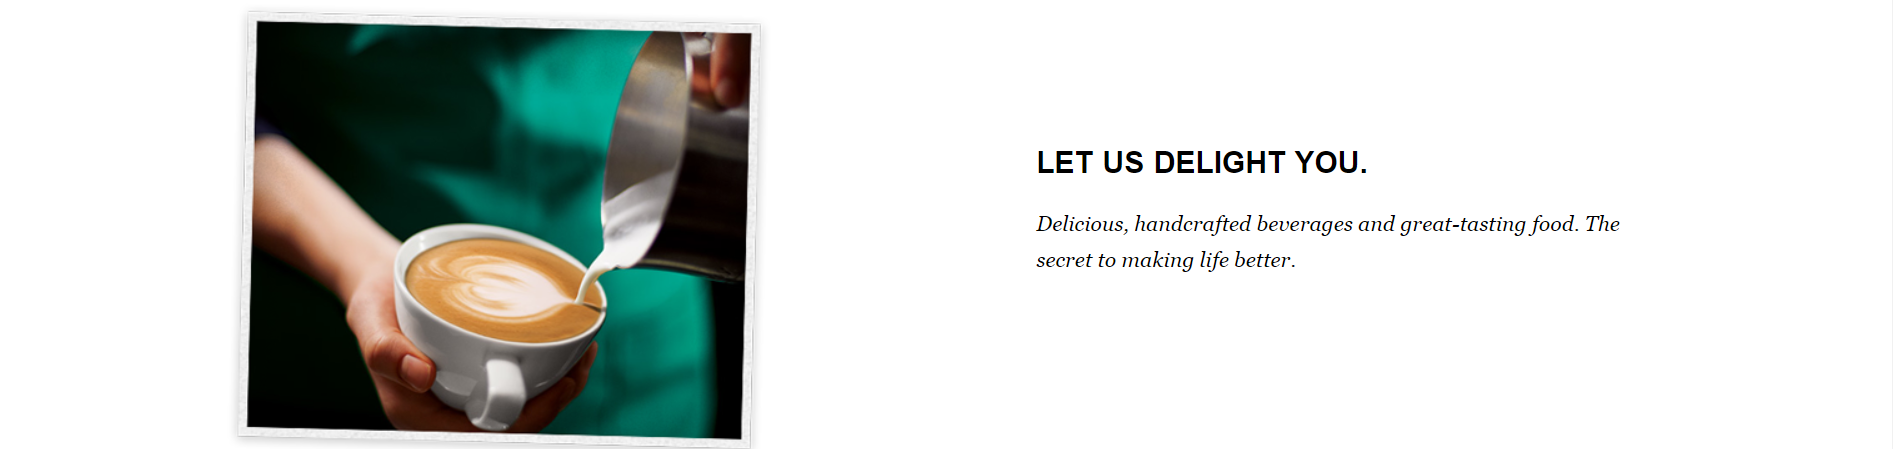 LET US DELIGHT YOU.
Delicious, handcrafted beverages and great-tasting food. The
secret to making life better.